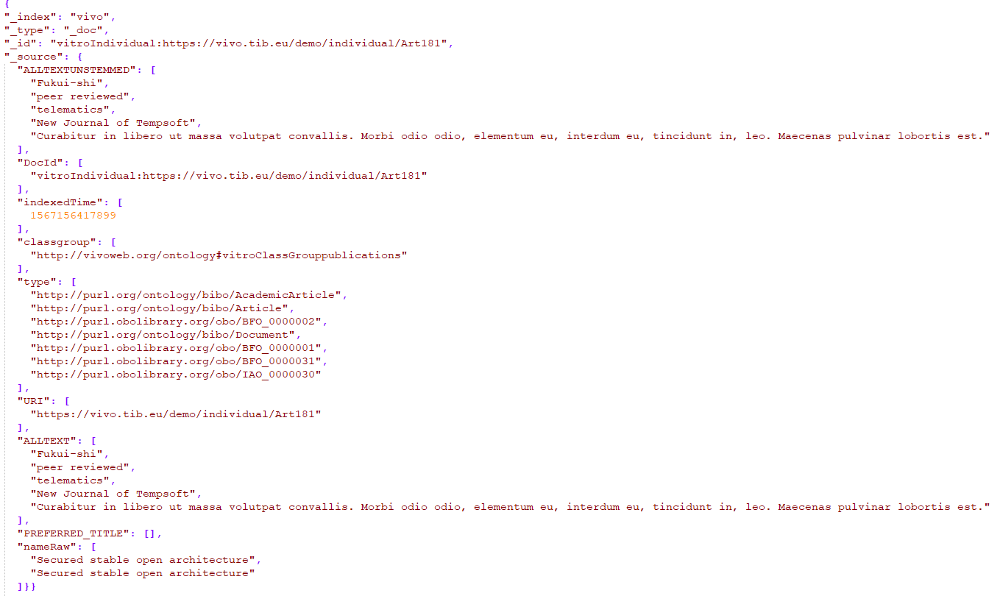 {
"_index": "vivo",
"_type": "_doc",
"_id": "vitroIndividual:https://vivo.tib.eu/demo/individual/Art181",
"_source": {
"ALLTEXTUNSTEMMED": [
"Fukui-shi",
"peer reviewed",
"telematics",
"New Journal of Tempsoft",
"Curabitur in libero ut massa volutpat convallis. Morbi odio odio, elementum eu, interdum eu, tincidunt in, leo. Maecenas pulvinar lobortis est."
],
"DocId": [
"vitroIndividual:https://vivo.tib.eu/demo/individual/Art181"
],
"indexedTime": [
1567156417899
],
"classgroup": [
"http://vivoweb.org/ontology#vitroClassGrouppublications"
],
"type": [
"http://purl.org/ontology/bibo/AcademicArticle",
"http://purl.org/ontology/bibo/Article",
"http://purl.obolibrary.org/obo/BFO_0000002",
"http://purl.org/ontology/bibo/Document",
"http://purl.obolibrary.org/obo/BFO_0000001",
"http://purl.obolibrary.org/obo/BFO_0000031",
"http://purl.obolibrary.org/obo/IAO_0000030"
],
"URI": [
"https://vivo.tib.eu/demo/individual/Art181"
],
"ALLTEXT": [
"Fukui-shi",
"peer reviewed",
"telematics",
"New Journal of Tempsoft",
"Curabitur in libero ut massa volutpat convallis. Morbi odio odio, elementum eu, interdum eu, tincidunt in, leo. Maecenas pulvinar lobortis est."
],
"PREFERRED_TITLE": [],
"nameRaw": [
"Secured stable open architecture",
"Secured stable open architecture"
]}}